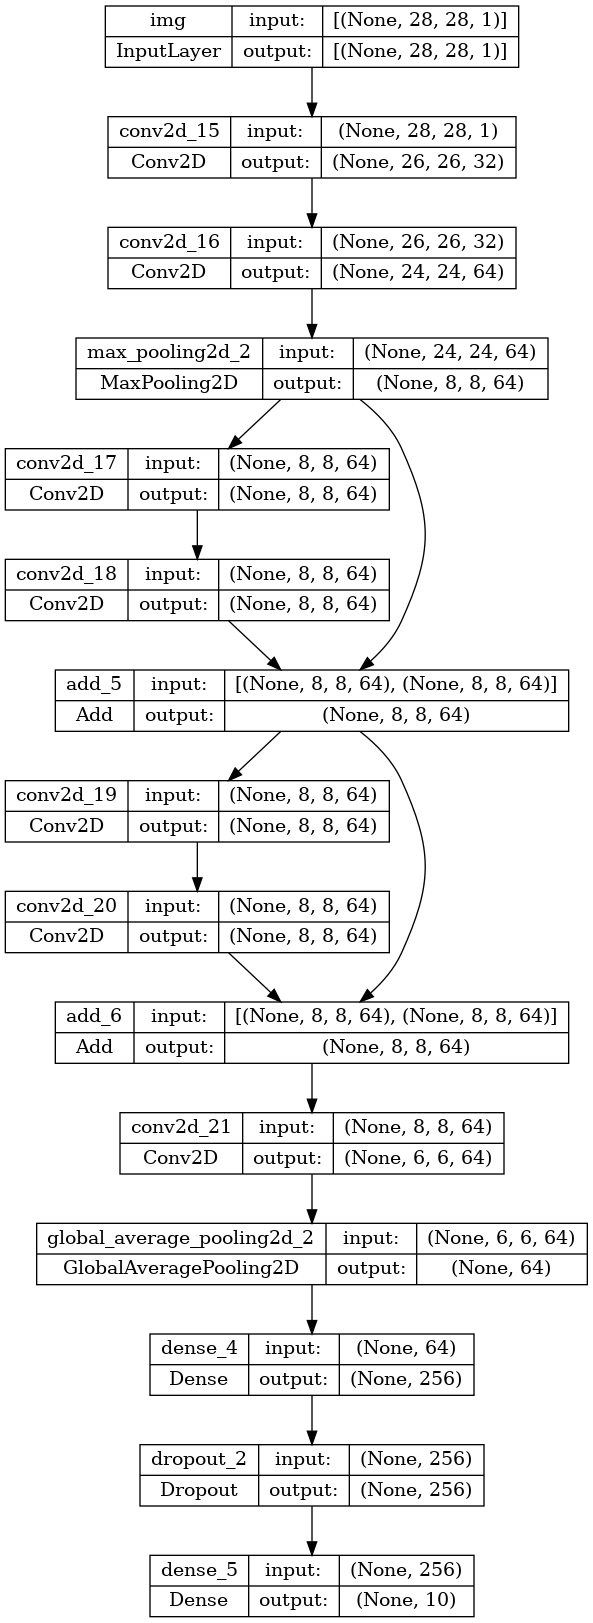 img input: [(None, 28, 28, 1)]
InputLayer output: [(None, 28, 28, 1)]
conv2d_15 input: (None, 28, 28, 1)
Conv2D output: (None, 26, 26, 32)
conv2d_16 input: (None, 26, 26, 32)
Conv2D output: (None, 24, 24, 64)
max_pooling2d_2 input: (None, 24, 24, 64)
MaxPooling2D output: (None, 8, 8, 64)
conv2d_17 input: (None, 8, 8, 64)
Conv2D output: (None, 8, 8, 64)
conv2d_18 input: (None, 8, 8, 64)
Conv2D output: (None, 8, 8, 64)
add_5 input: [(None, 8, 8, 64), (None, 8, 8, 64)]
Add output: (None, 8, 8, 64)
conv2d_19 input: (None, 8, 8, 64)
Conv2D output: (None, 8, 8, 64)
conv2d_20 input: (None, 8, 8, 64)
Conv2D output: (None, 8, 8, 64)
add_6 input: [(None, 8, 8, 64), (None, 8, 8, 64)]
Add output: (None, 8, 8, 64)
conv2d_21 input: (None, 8, 8, 64)
Conv2D output: (None, 6, 6, 64)
global_average_pooling2d_2 input: (None, 6, 6, 64)
GlobalAveragePooling2D output: (None, 64)
dense_4 input: (None, 64)
Dense output: (None, 256)
dropout_2 input: (None, 256)
Dropout output: (None, 256)
dense_5 input: (None, 256)
Dense output: (None, 10)